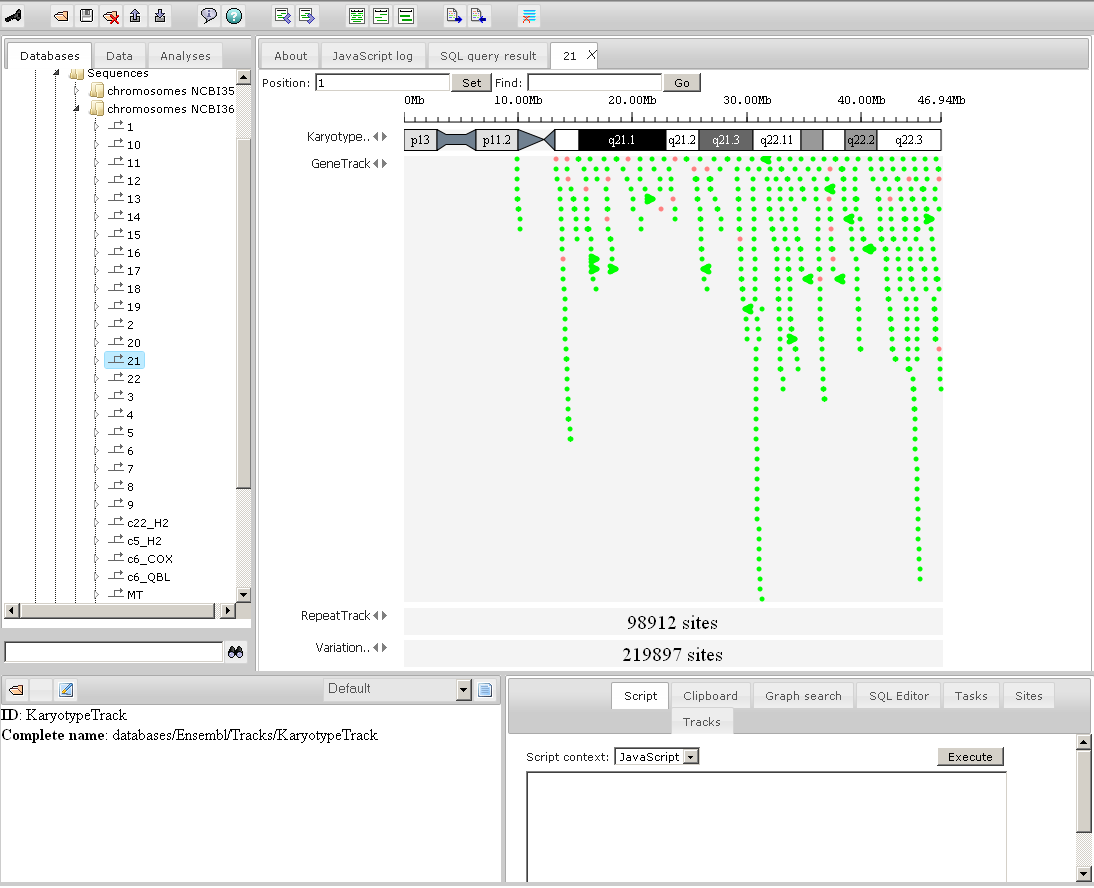 Databases Data Analyses
About JavaScript log SQL query result 21 X
Sequences
chromosomes NCBI35
chromosomes NCBI36
1
10
11
12
13
14
15
16
17
18
19
2
20
21
22
3
4
5
6
7
8
9
c22_H2
c5_H2
c6_COX
c6_QBL
MT
Position: 1 Set Find: Go
0Mb 10.00Mb 20.00Mb 30.00Mb 40.00Mb 46.94Mb
Karyotype.. p13 p11.2 q21.1 q21.2 q21.3 q22.11 q22.2 q22.3
GeneTrack
RepeatTrack 98912 sites
Variation.. 219897 sites
Default
ID: KaryotypeTrack
Complete name: databases/Ensembl/Tracks/KaryotypeTrack
Script Clipboard Graph search SQL Editor Tasks Sites
Tracks
Script context: JavaScript Execute